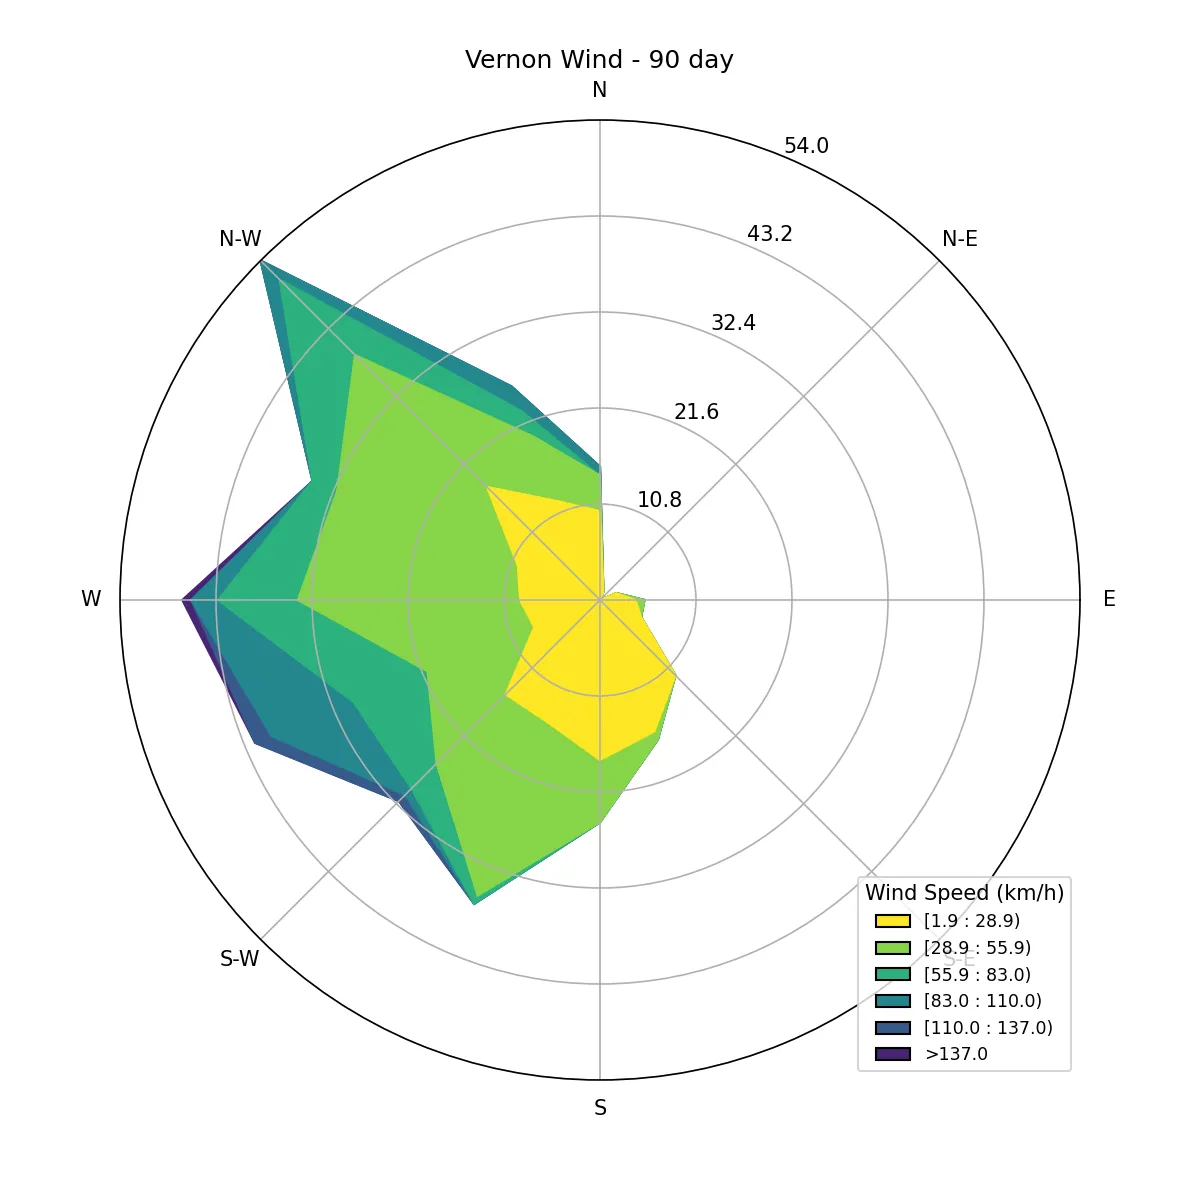 Vernon Wind - 90 day
N
54.0
43.2
N-W
N-E
32.4
21.6
10.8
W
E
S-W
S-E
Wind Speed (km/h)
[1.9 : 28.9)
[28.9 : 55.9)
[55.9 : 83.0)
[83.0 : 110.0)
[110.0 : 137.0)
>137.0
S